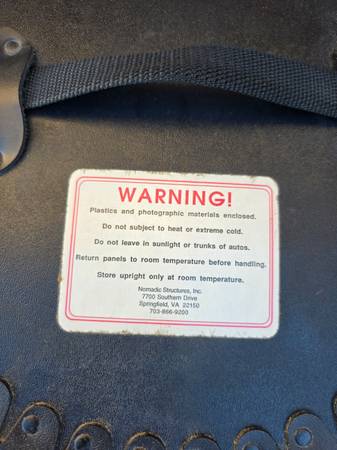 WARNING!
Plastics and photographic materials enclosed.
Do not subject to heat or extreme cold.
Do not leave in sunlight or trunks of autos.
Return panels to room temperature before handling.
Store upright only at room temperature.
Nomadic Structures, Inc.
7700 Southern Drive
Springfield, VA 22150
703-866-9200